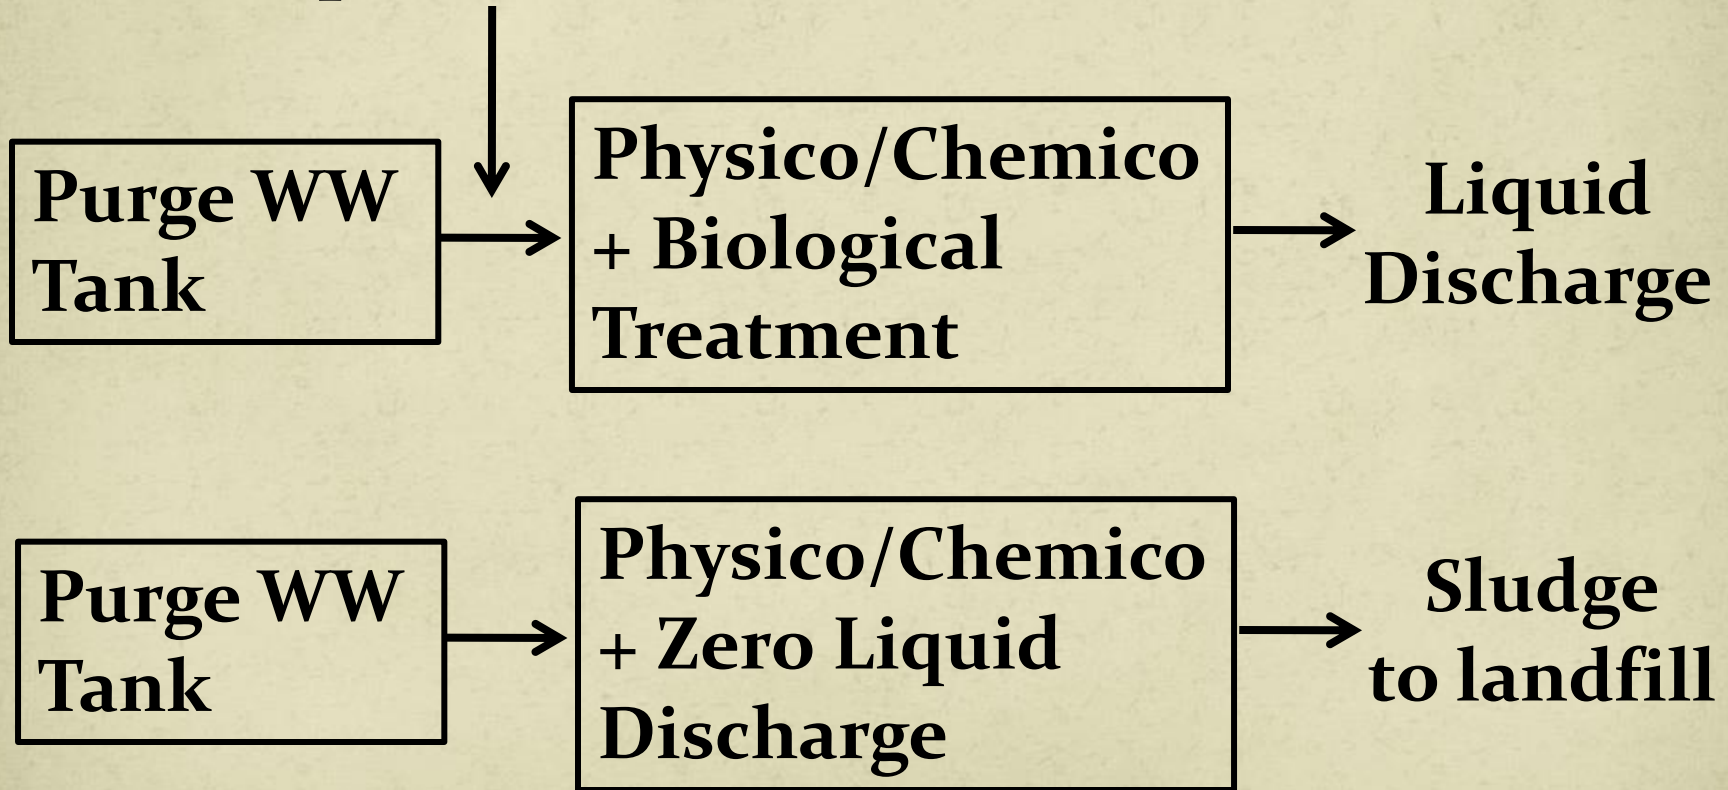 Purge WW
Tank
Physico/Chemico
+ Biological
Treatment
Liquid
Discharge
Purge WW
Tank
Physico/Chemico
+ Zero Liquid
Discharge
Sludge
to landfill